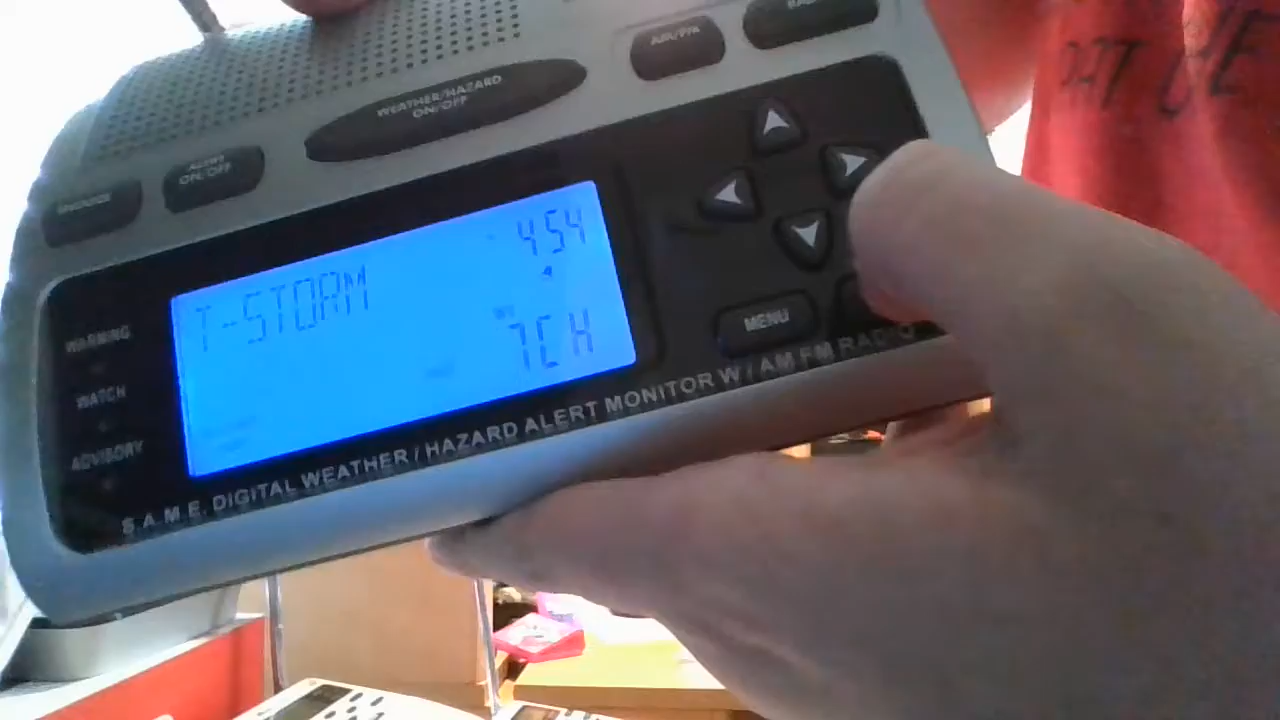 AM/FM
WEATHER/HAZARD
ON/OFF
ALERT
ON/OFF
454
T-STORM
7CH
WARNING
WATCH
ADVISORY
MENU
S.A.M.E. DIGITAL WEATHER / HAZARD ALERT MONITOR W / AM FM RADIO